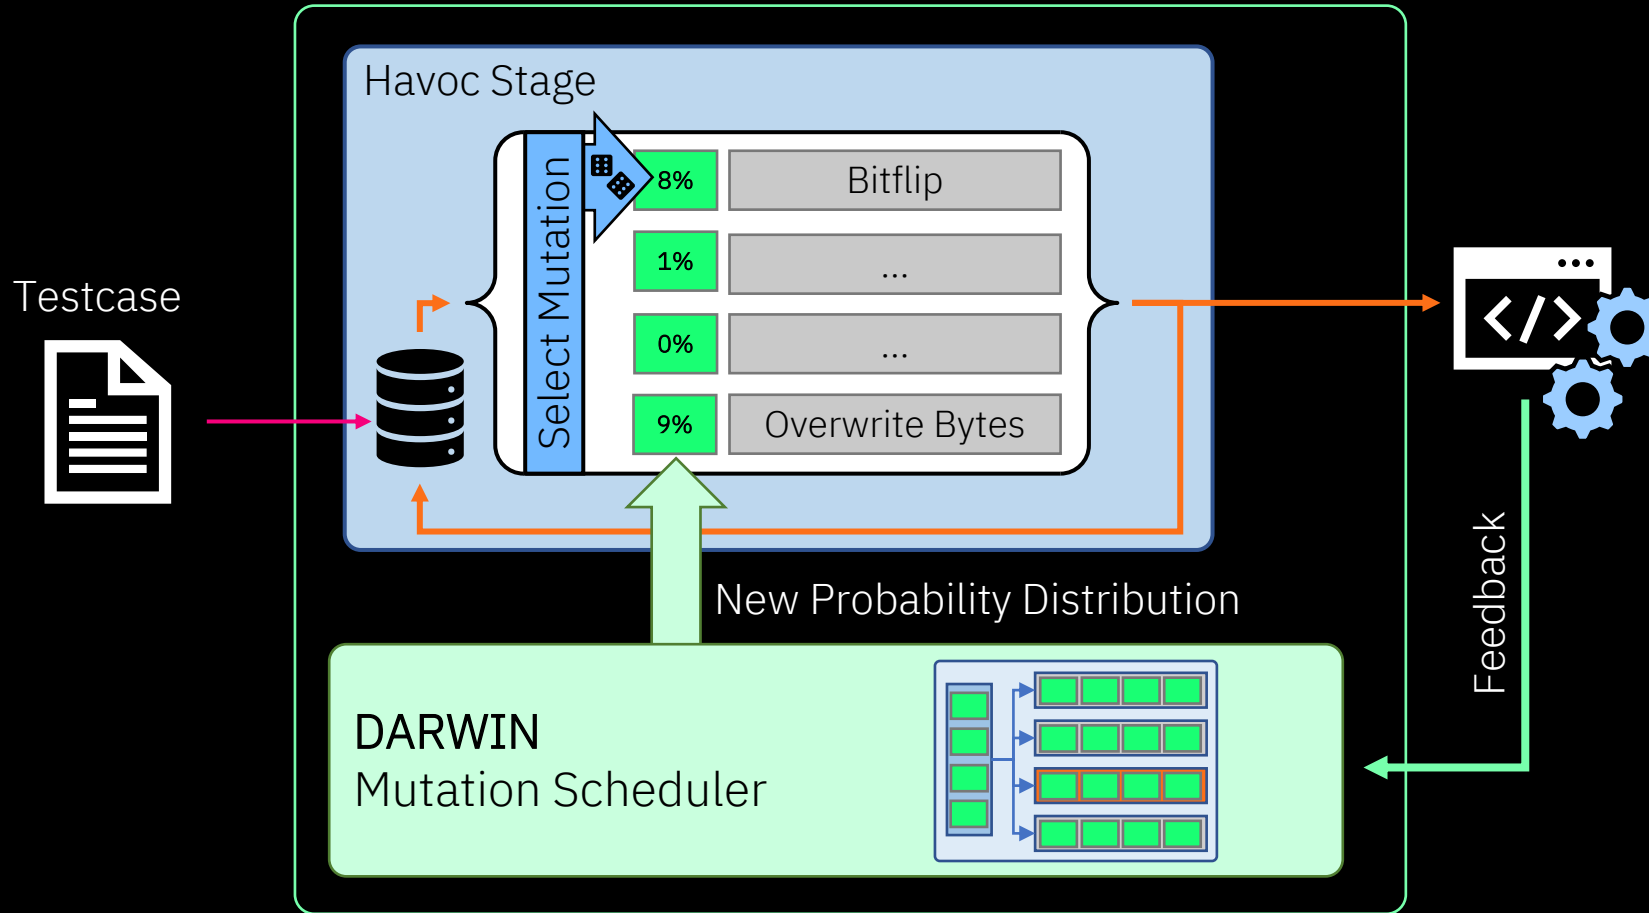 Havoc Stage
Select Mutation
8%
Bitflip
1%
...
0%
...
9%
Overwrite Bytes
Testcase
</>
New Probability Distribution
Feedback
DARWIN
Mutation Scheduler